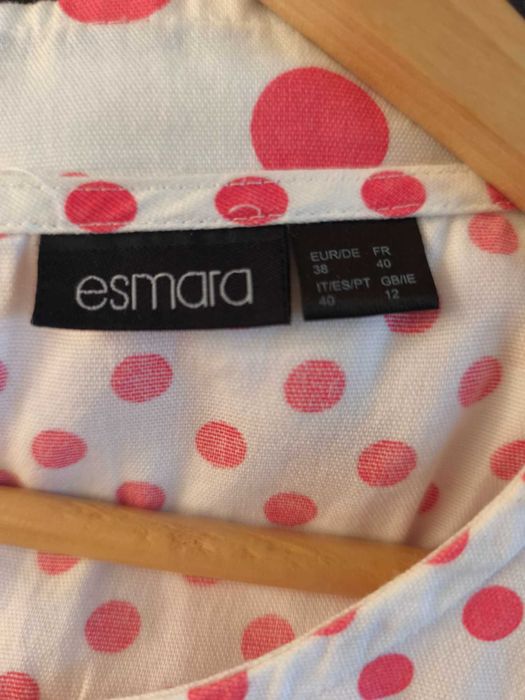 esmara
EUR/DE FR
38 40
IT/ES/PT GB/IE
40 12